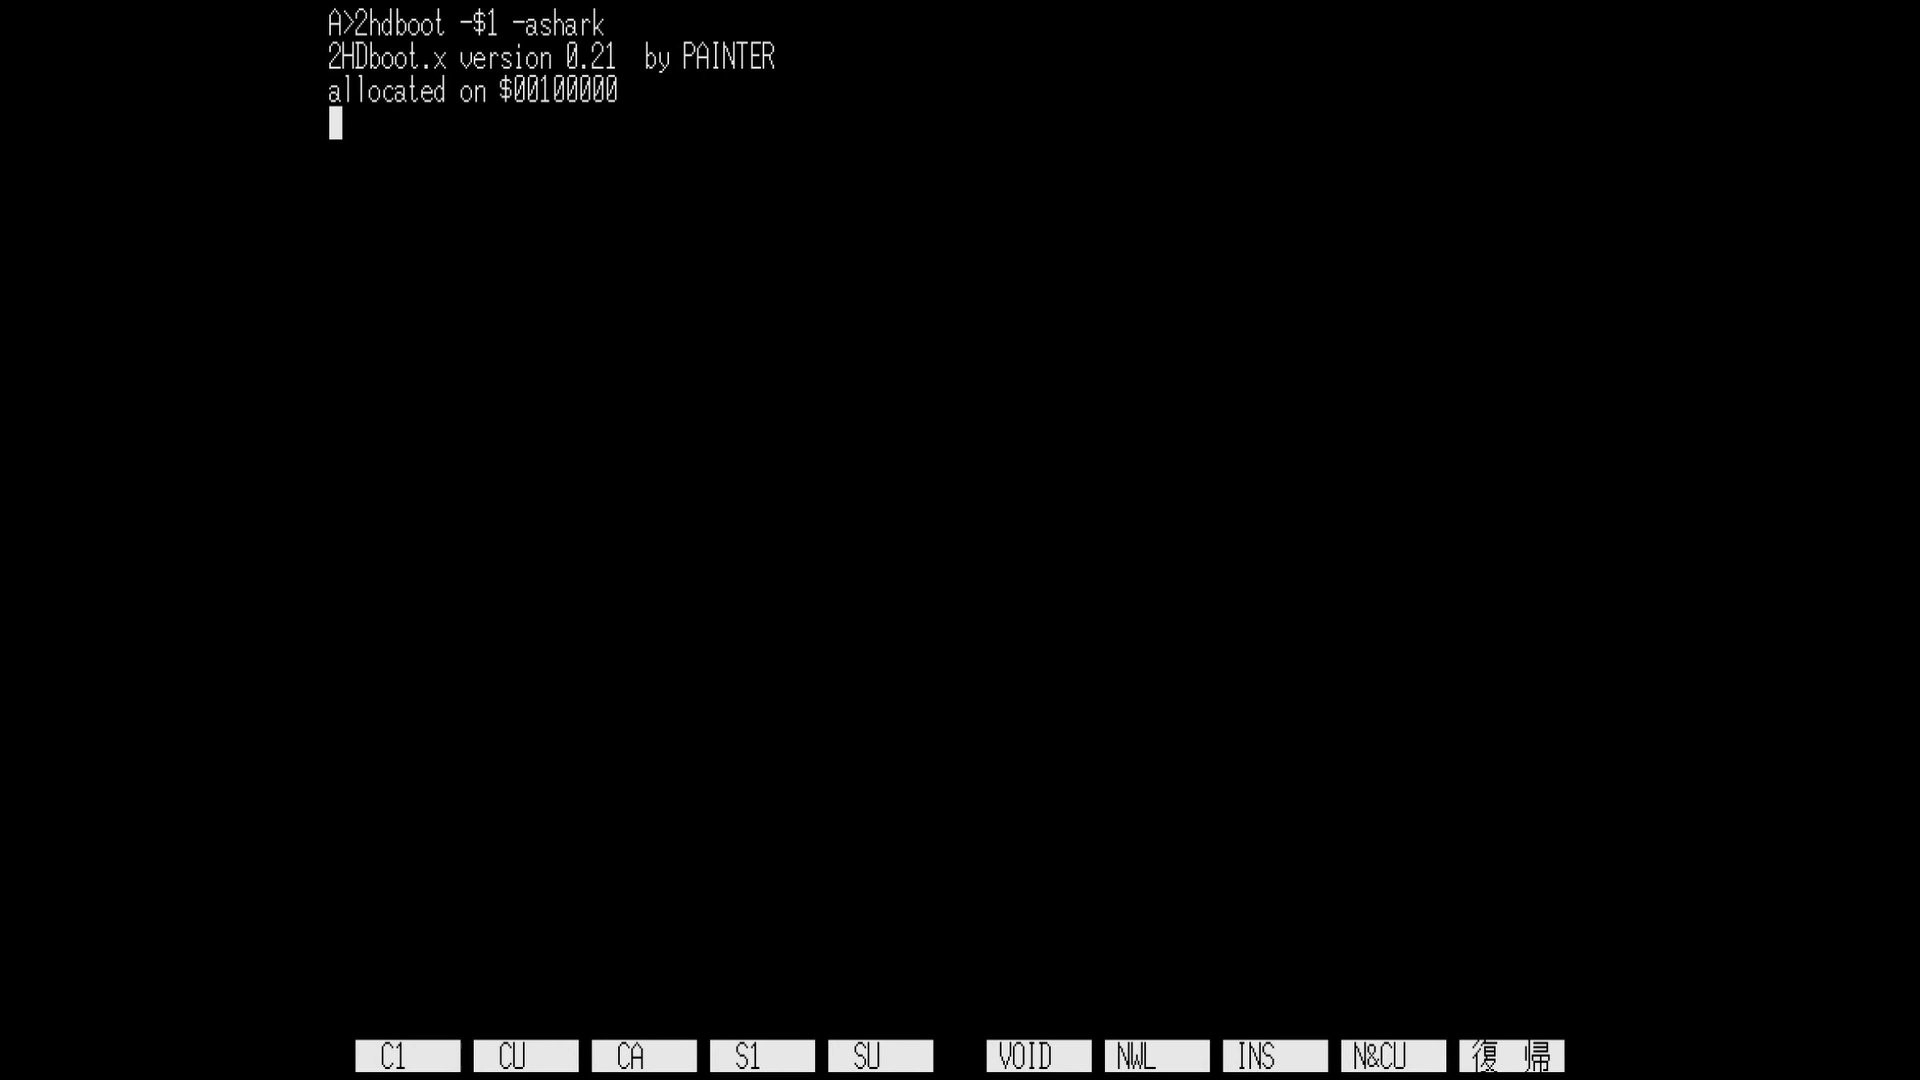 A>2hdboot -$1 -ashark
2HDboot.x version 0.21  by PAINTER
allocated on $00100000
C1 CU CA S1 SU VOID NWL INS N&CU 復 帰